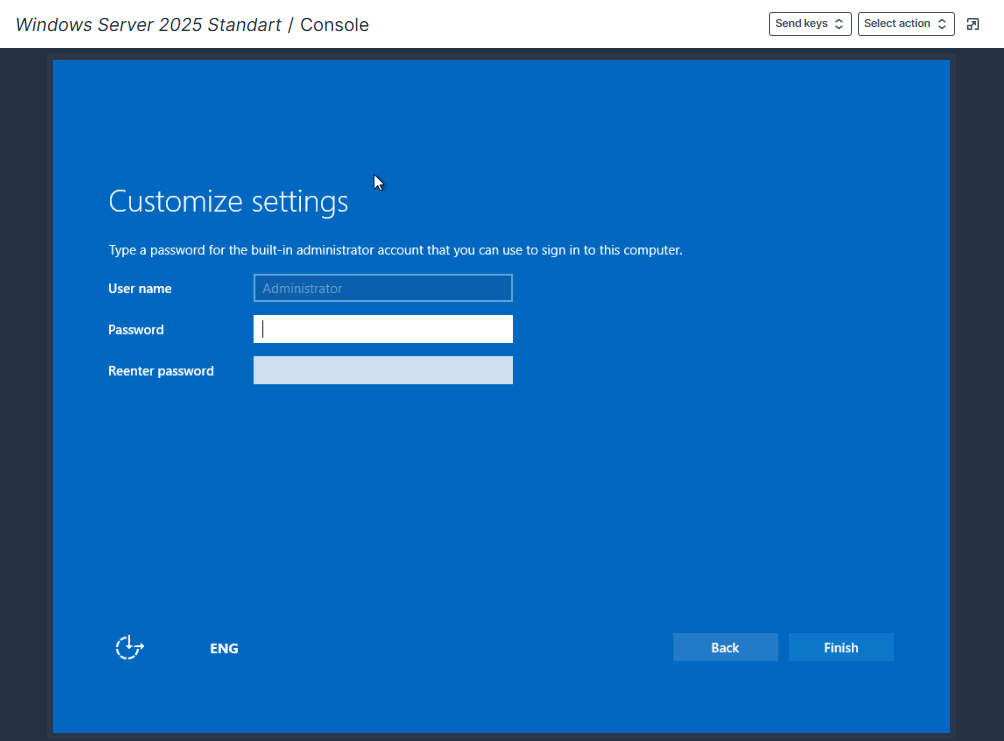 Windows Server 2025 Standart / Console
Send keys
Select action
Customize settings
Type a password for the built-in administrator account that you can use to sign in to this computer.
User name
Administrator
Password
Reenter password
ENG
Back
Finish